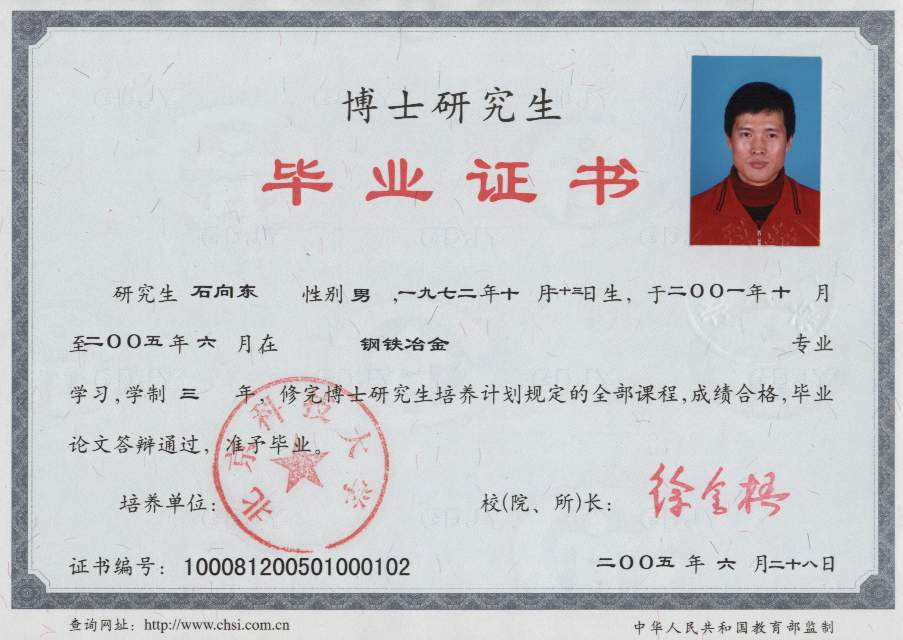 博士研究生
毕业证书
研究生 石向东 性别 男 ,一九七二年十 月十三日生, 于二〇〇一年十 月
至二〇〇五年 六 月在 钢铁冶金 专业
学习,学制 三 年, 修完博士研究生培养计划规定的全部课程,成绩合格,毕业
论文答辩通过, 准予毕业。
北京科技大学
培养单位: 校(院、所)长: 徐金梧
证书编号: 100081200501000102 二〇〇五 年 六 月二十八日
查询网址: http://www.chsi.com.cn 中华人民共和国教育部监制